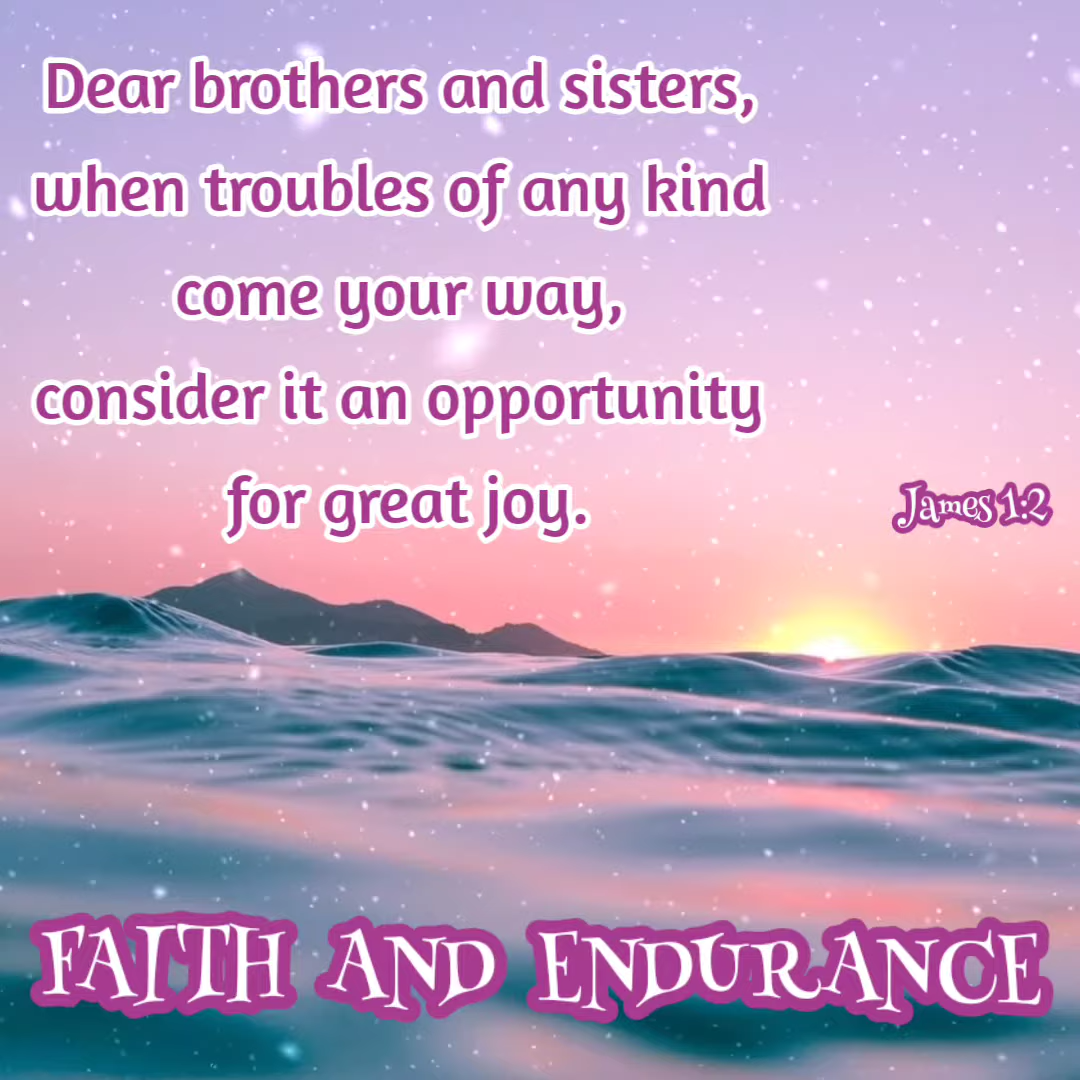 Dear brothers and sisters,
when troubles of any kind
come your way,
consider it an opportunity
for great joy.
James 1:2
FAITH AND ENDURANCE